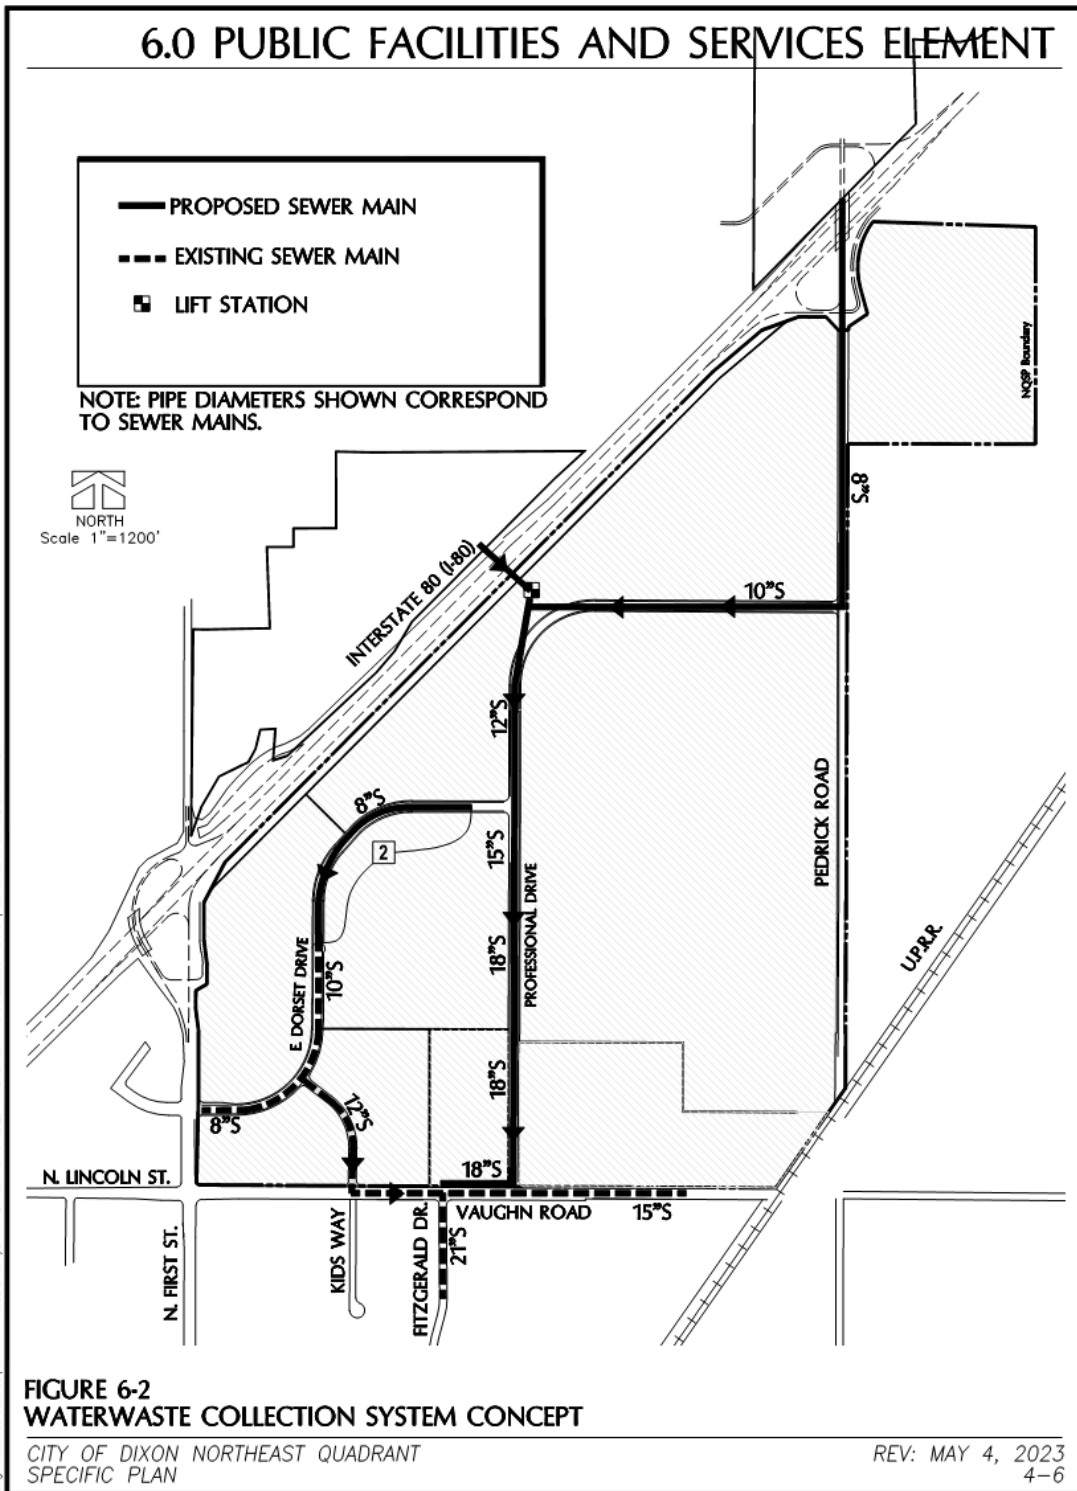 6.0 PUBLIC FACILITIES AND SERVICES ELEMENT
PROPOSED SEWER MAIN
EXISTING SEWER MAIN
LIFT STATION
NOTE: PIPE DIAMETERS SHOWN CORRESPOND
TO SEWER MAINS.
NORTH
Scale 1"=1200'
NQSP Boundary
8"S
INTERSTATE 80 (I-80)
10"S
12"S
8"S
2
15"S
PROFESSIONAL DRIVE
PEDRICK ROAD
U.P.R.R.
18"S
E. DORSET DRIVE
10"S
18"S
12"S
8"S
N. LINCOLN ST.
18"S
VAUGHN ROAD
15"S
N. FIRST ST.
KIDS WAY
FITZGERALD DR.
21"S
FIGURE 6-2
WATERWASTE COLLECTION SYSTEM CONCEPT
CITY OF DIXON NORTHEAST QUADRANT
SPECIFIC PLAN
REV: MAY 4, 2023
4-6